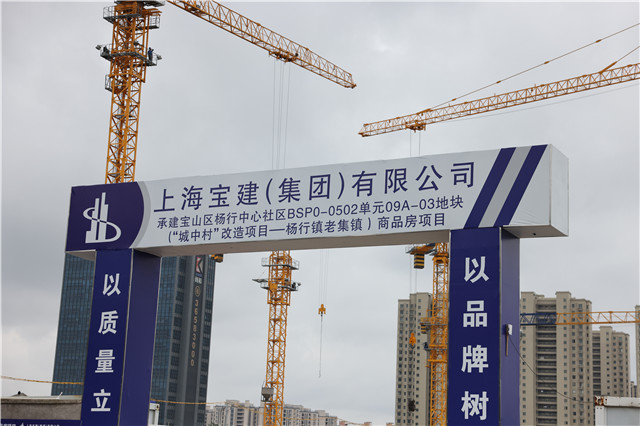 上海宝建(集团)有限公司
承建宝山区杨行中心社区BSP0-0502单元09A-03地块
(“城中村”改造项目—杨行镇老集镇)商品房项目
以质量立
以品牌树